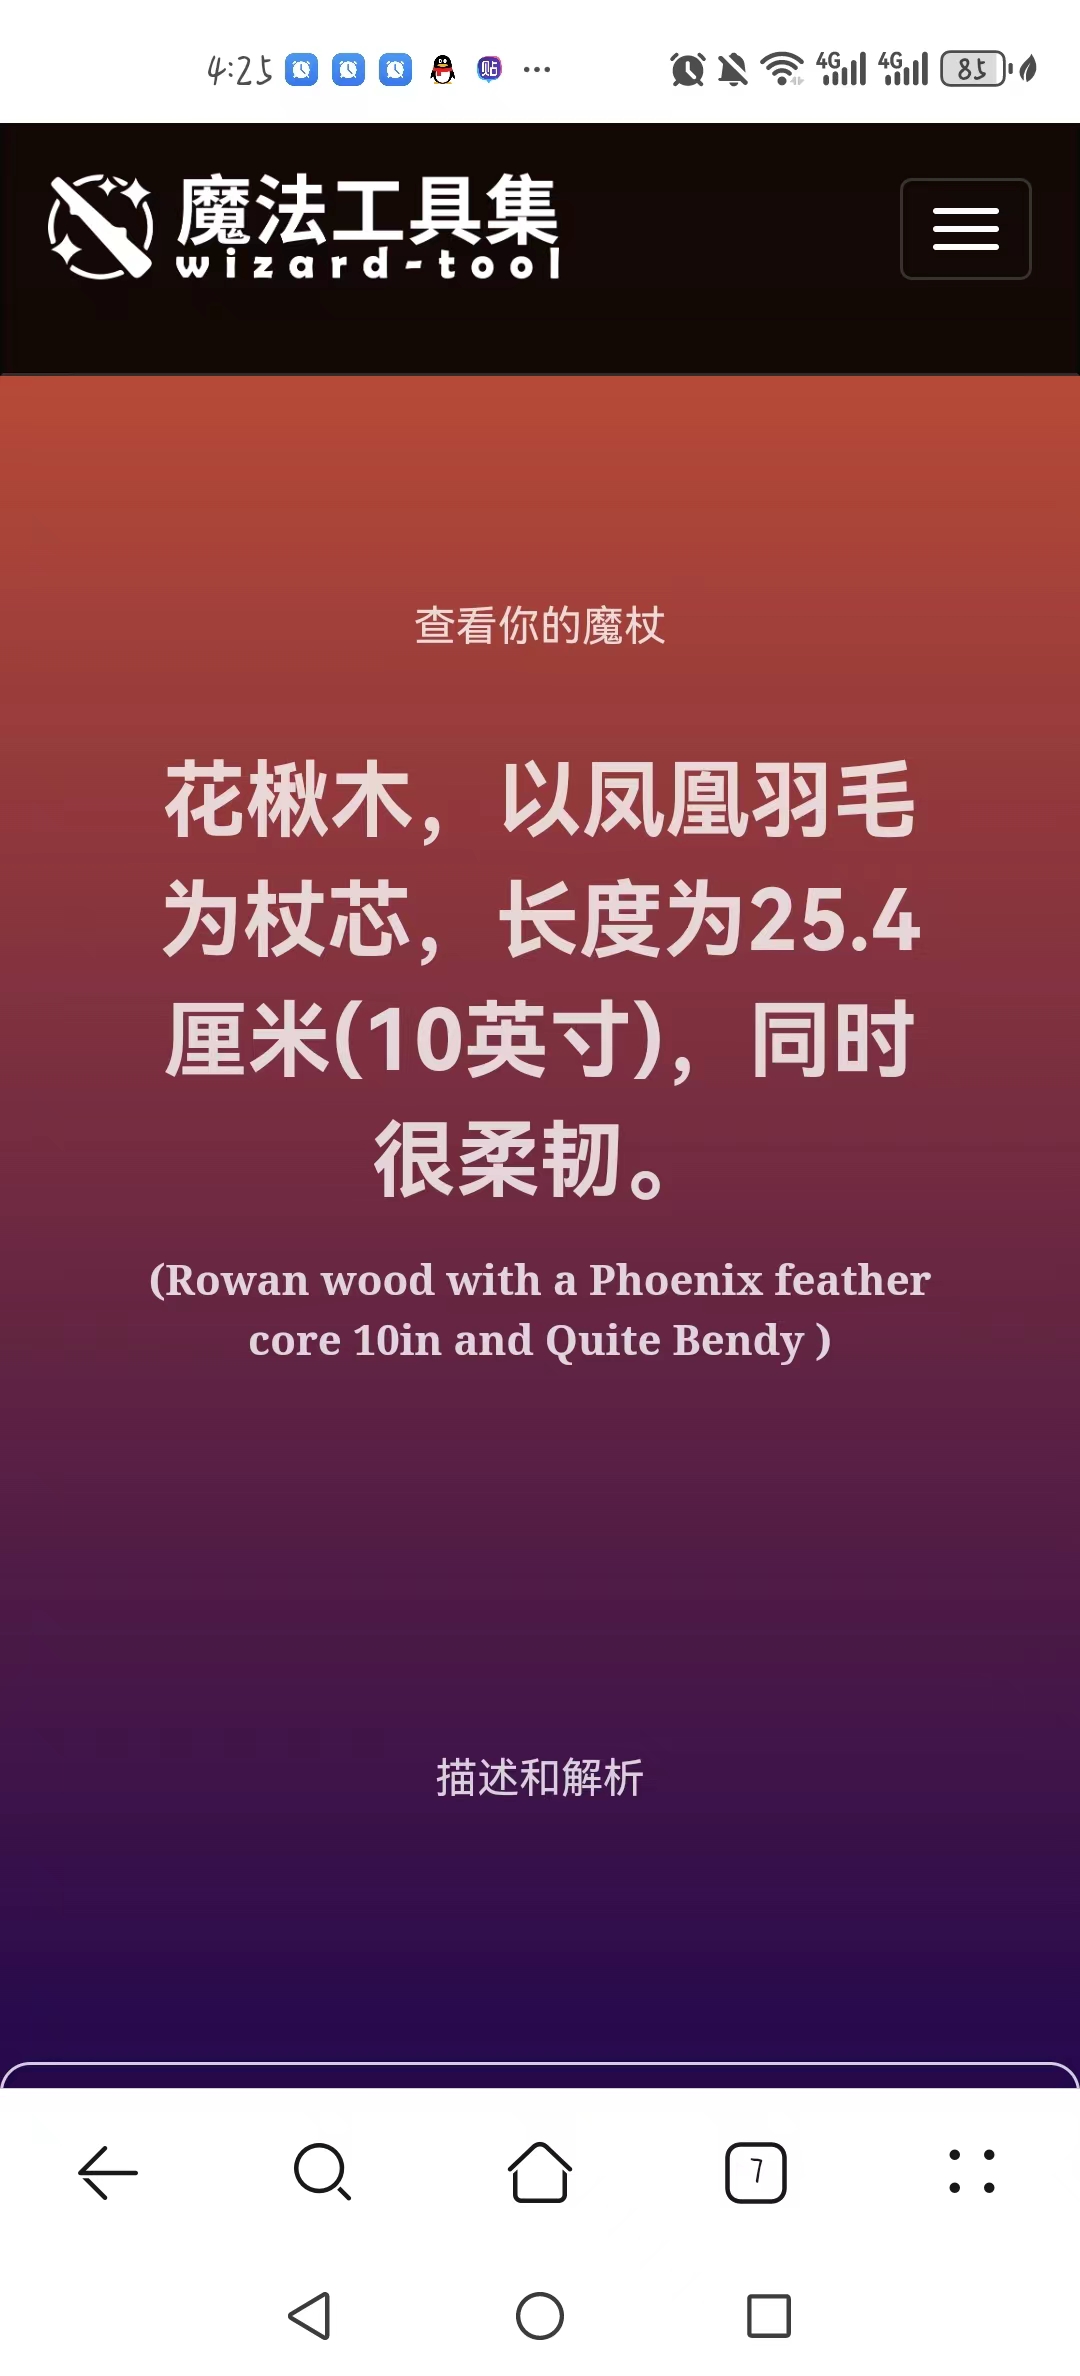 4:25
贴
4G
4G
85
魔法工具集
wizard-tool
查看你的魔杖
花楸木，以凤凰羽毛
为杖芯，长度为25.4
厘米(10英寸)，同时
很柔韧。
(Rowan wood with a Phoenix feather
core 10in and Quite Bendy )
描述和解析
7